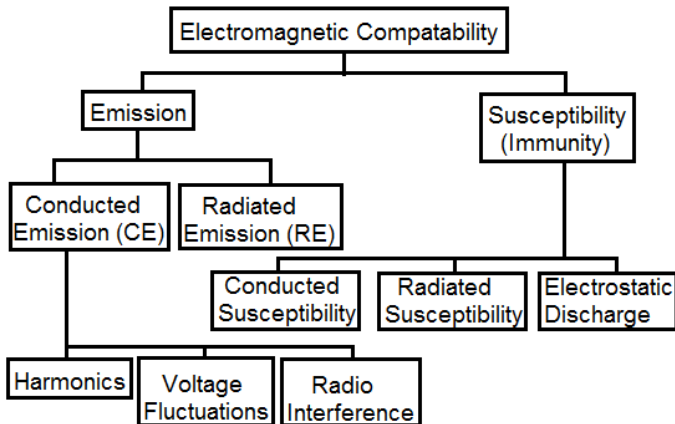 Electromagnetic Compatability
Emission
Susceptibility
(Immunity)
Conducted
Emission (CE)
Radiated
Emission (RE)
Conducted
Susceptibility
Radiated
Susceptibility
Electrostatic
Discharge
Harmonics
Voltage
Fluctuations
Radio
Interference